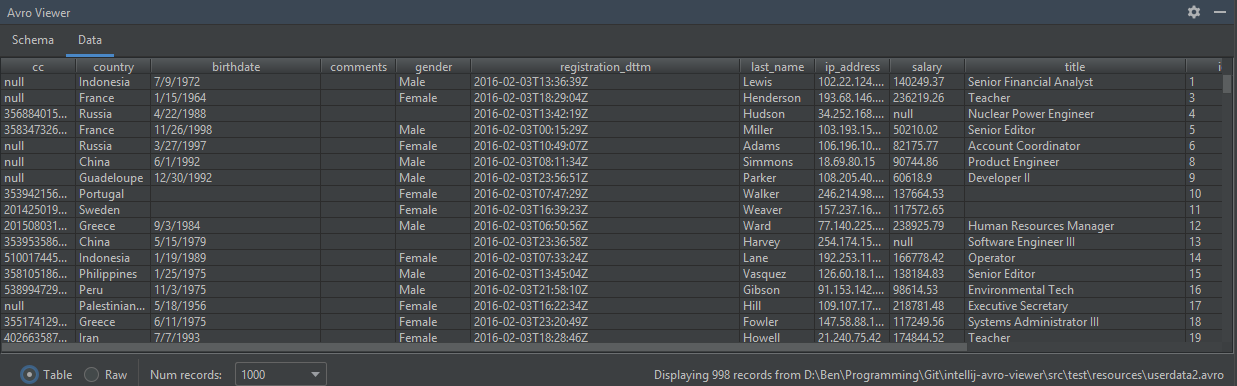 Avro Viewer
Schema Data
cc country birthdate comments gender registration_dttm last_name ip_address salary title i
null Indonesia 7/9/1972 Male 2016-02-03T13:36:39Z Lewis 102.22.124.... 140249.37 Senior Financial Analyst 1
null France 1/15/1964 Female 2016-02-03T18:29:04Z Henderson 193.68.146.... 236219.26 Teacher 3
356884015... Russia 4/22/1988 2016-02-03T13:42:19Z Hudson 34.252.168.... null Nuclear Power Engineer 4
358347326... France 11/26/1998 Male 2016-02-03T00:15:29Z Miller 103.193.15.... 50210.02 Senior Editor 5
null Russia 3/27/1997 Female 2016-02-03T10:49:07Z Adams 106.196.10... 82175.77 Account Coordinator 6
null China 6/1/1992 Male 2016-02-03T08:11:34Z Simmons 18.69.80.15 90744.86 Product Engineer 8
null Guadeloupe 12/30/1992 Male 2016-02-03T23:56:51Z Parker 108.205.40.... 60618.9 Developer II 9
353942156... Portugal Female 2016-02-03T07:47:29Z Walker 246.214.98.... 137664.53 10
201425019... Sweden Female 2016-02-03T16:39:23Z Weaver 157.237.16... 117572.65 11
201508031... Greece 9/3/1984 Male 2016-02-03T06:50:56Z Ward 77.140.225.... 238925.79 Human Resources Manager 12
353953586... China 5/15/1979 2016-02-03T23:36:58Z Harvey 254.174.15... null Software Engineer III 13
510017445... Indonesia 1/19/1989 Female 2016-02-03T07:33:24Z Lane 192.253.11... 166778.42 Operator 14
358105186... Philippines 1/25/1975 Male 2016-02-03T13:45:04Z Vasquez 126.60.18.1... 138184.83 Senior Editor 15
538994729... Peru 11/3/1975 Male 2016-02-03T21:58:10Z Gibson 91.153.142.... 98614.53 Environmental Tech 16
null Palestinian... 5/18/1956 Female 2016-02-03T16:22:34Z Hill 109.107.17... 218781.48 Executive Secretary 17
355174129... Greece 6/11/1975 Female 2016-02-03T23:20:49Z Fowler 147.58.88.1... 117249.56 Systems Administrator III 18
402663587... Iran 7/7/1993 Female 2016-02-03T18:28:46Z Howell 21.240.75.42 174844.52 Teacher 19
Table Raw Num records: 1000 Displaying 998 records from D:\Ben\Programming\Git\intellij-avro-viewer\src\test\resources\userdata2.avro